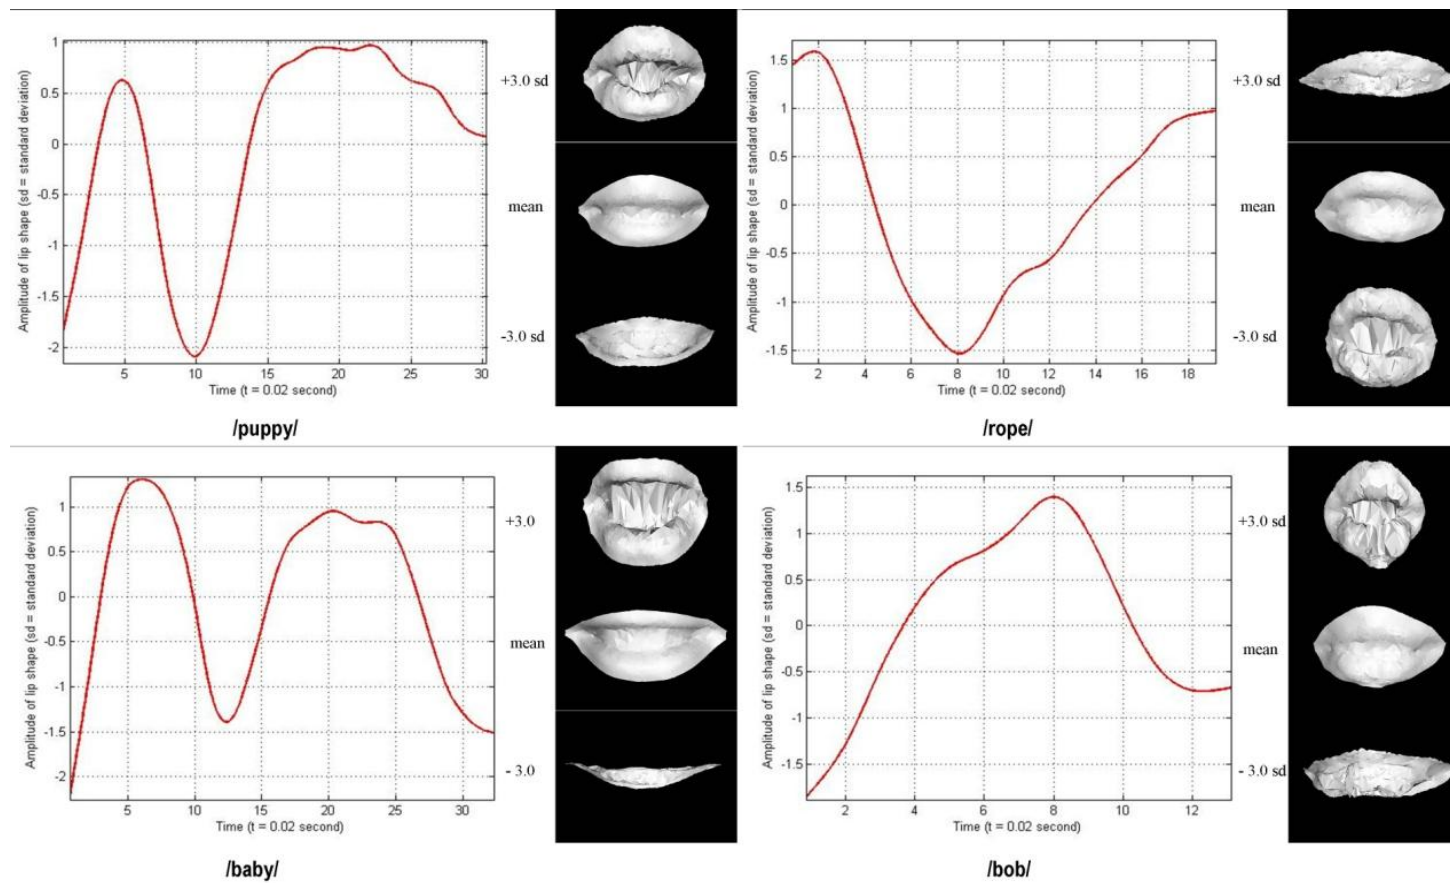 Amplitude of lip shape (sd = standard deviation)
1
0.5
0
-0.5
-1
-1.5
-2
5 10 15 20 25 30
Time (t = 0.02 second)
+3.0 sd
mean
-3.0 sd
/puppy/
Amplitude of lip shape (sd = standard deviation)
1.5
1
0.5
0
-0.5
-1
-1.5
2 4 6 8 10 12 14 16 18
Time (t = 0.02 second)
+3.0 sd
mean
-3.0 sd
/rope/
Amplitude of lip shape (sd = standard deviation)
1
0.5
0
-0.5
-1
-1.5
-2
5 10 15 20 25 30
Time (t = 0.02 second)
+3.0
mean
- 3.0
/baby/
Amplitude of lip shape (sd = standard deviation)
1.5
1
0.5
0
-0.5
-1
-1.5
2 4 6 8 10 12
Time (t = 0.02 second)
+3.0 sd
mean
- 3.0 sd
/bob/